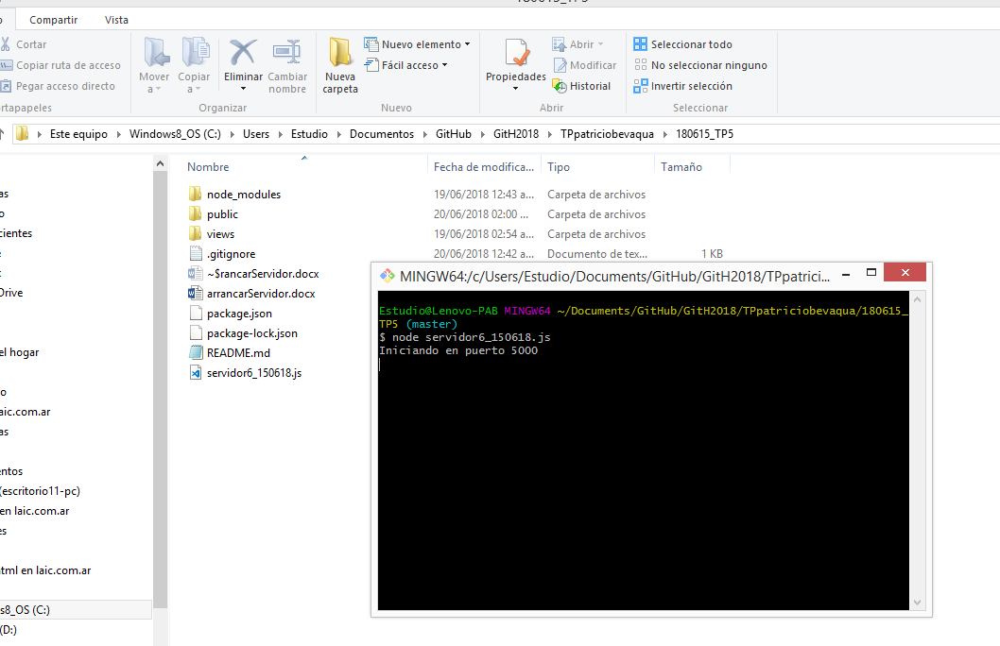 180615_TP5
Compartir Vista
Cortar
Copiar ruta de acceso
Pegar acceso directo
Mover a
Copiar a
Eliminar
Cambiar nombre
Nueva carpeta
Nuevo elemento
Fácil acceso
Propiedades
Abrir
Modificar
Historial
Seleccionar todo
No seleccionar ninguno
Invertir selección
rtapapeles Organizar Nuevo Abrir Seleccionar
Este equipo Windows8_OS (C:) Users Estudio Documentos GitHub GitH2018 TPpatriciobevaqua 180615_TP5
Nombre Fecha de modifica... Tipo Tamaño
node_modules 19/06/2018 12:43 a... Carpeta de archivos
public 20/06/2018 02:00 ... Carpeta de archivos
views 19/06/2018 02:54 a... Carpeta de archivos
.gitignore 20/06/2018 12:42 a... Documento de tex... 1 KB
~$rancarServidor.docx
arrancarServidor.docx
package.json
package-lock.json
README.md
servidor6_150618.js
as
o
cientes
e
Drive
el hogar
o
aic.com.ar
as
entos
(escritorio11-pc)
en laic.com.ar
es
tml en laic.com.ar
s8_OS (C:)
(D:)
MINGW64:/c/Users/Estudio/Documents/GitHub/GitH2018/TPpatrici...
Estudio@Lenovo-PAB MINGW64 ~/Documents/GitHub/GitH2018/TPpatriciobevaqua/180615_
TP5 (master)
$ node servidor6_150618.js
Iniciando en puerto 5000